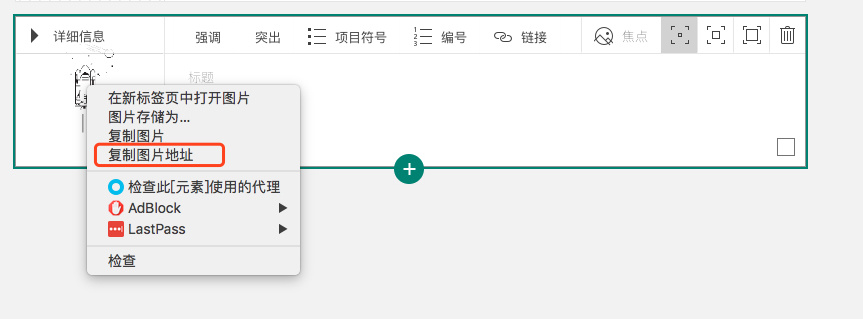 详细信息 强调 突出 项目符号 编号 链接 焦点
标题
在新标签页中打开图片
图片存储为...
复制图片
复制图片地址
检查此[元素]使用的代理
AdBlock
LastPass
检查